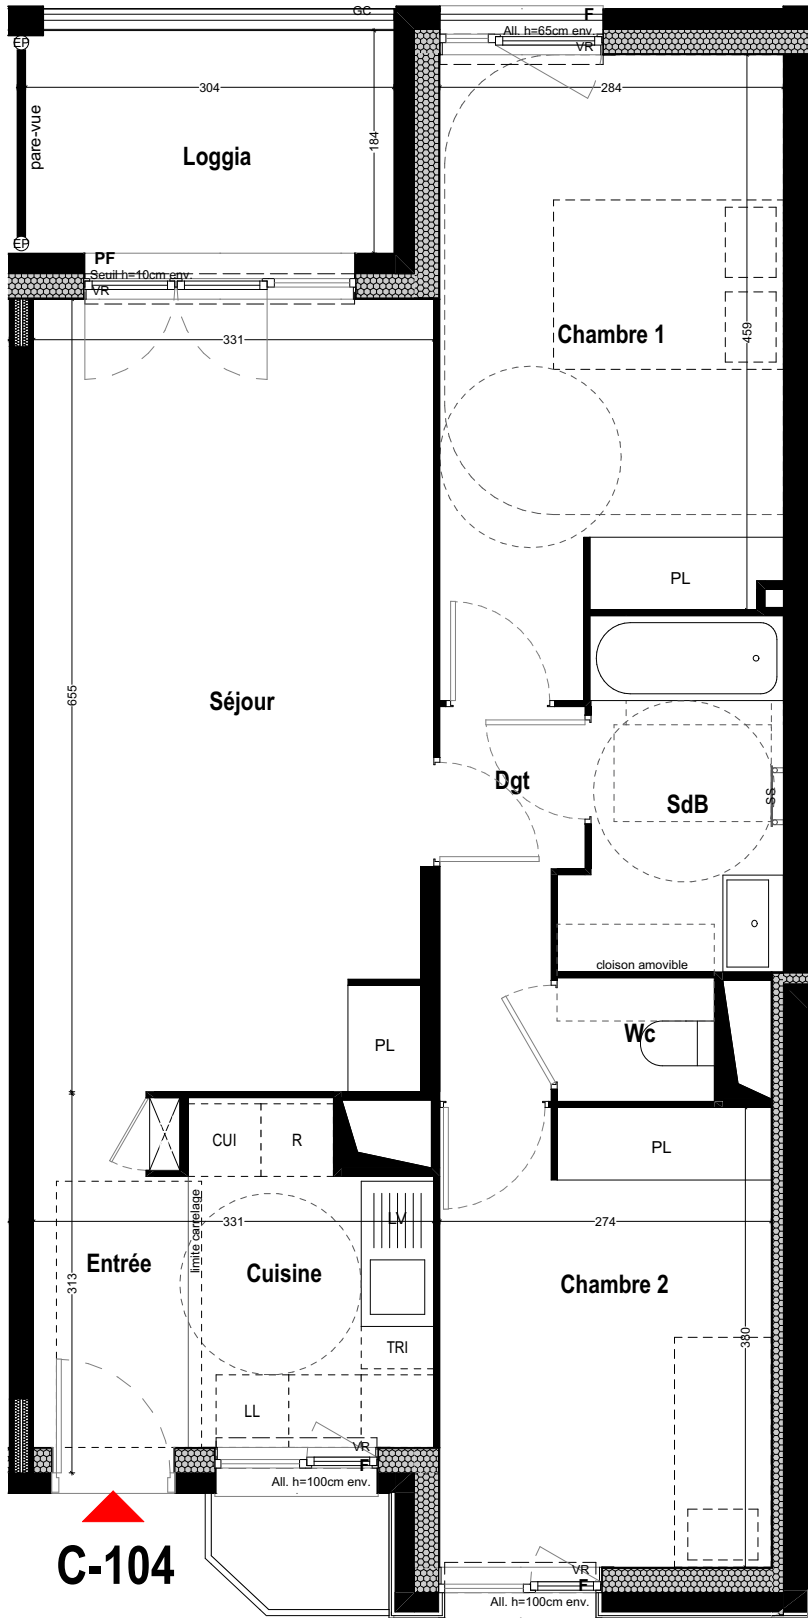 GC
F
All. h=65cm env.
VR
EP
304
284
pare-vue
184
Loggia
EP
PF
Seuil h=10cm env.
VR
331
Chambre 1
459
PL
655
Séjour
Dgt
SdB
SS
cloison amovible
Wc
PL
CUI
R
PL
LV
limite carrelage
331
274
Entrée
Cuisine
313
Chambre 2
TRI
380
LL
VR
F
All. h=100cm env.
C-104
VR
F
All. h=100cm env.